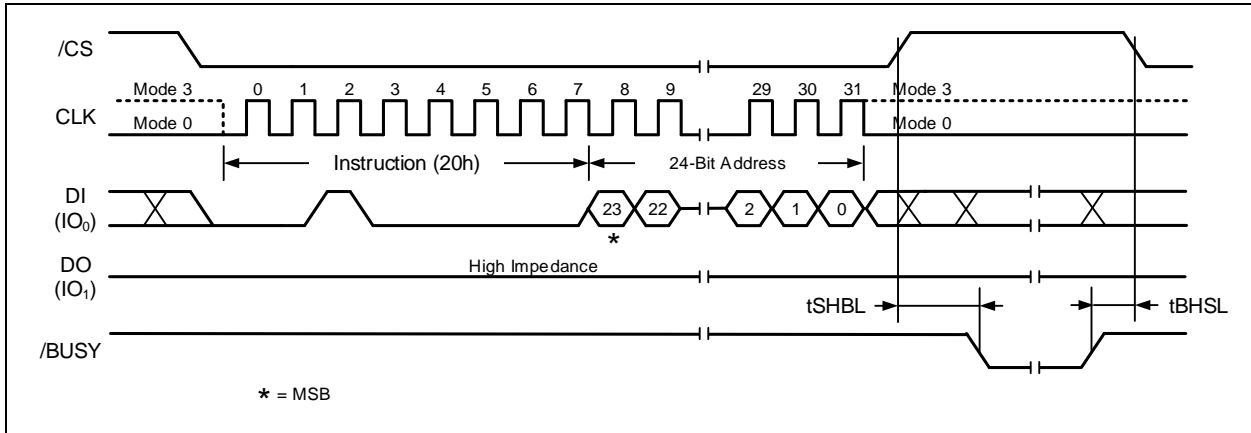 /CS
Mode 3 0 1 2 3 4 5 6 7 8 9 29 30 31 Mode 3
CLK
Mode 0 Mode 0
Instruction (20h) 24-Bit Address
DI
(IO₀)
23 22 2 1 0
*
DO
(IO₁)
High Impedance
tSHBL tBHSL
/BUSY
* = MSB